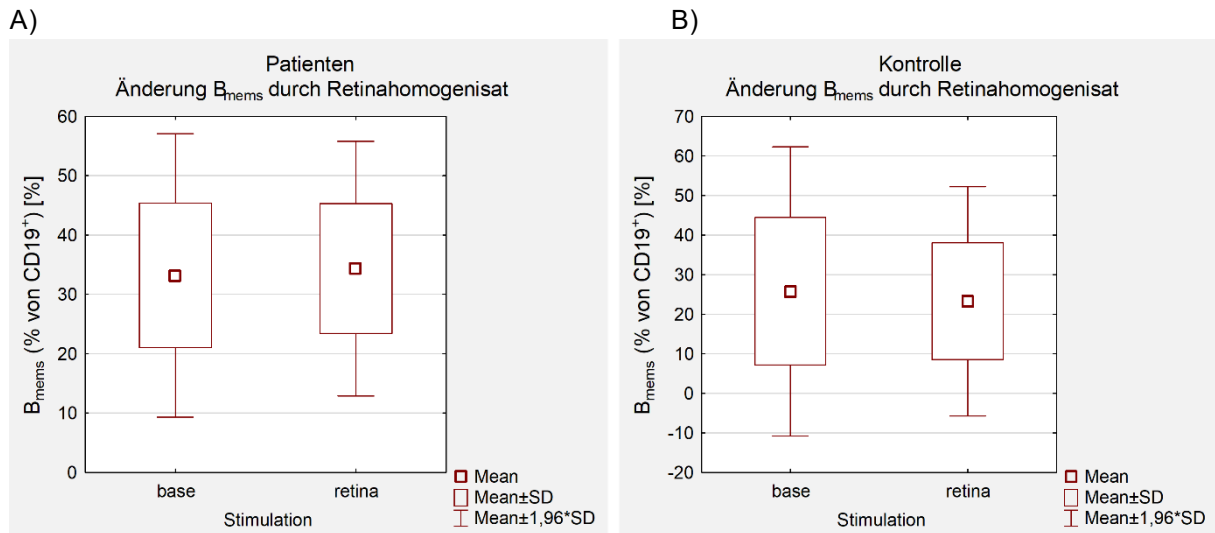 A)
Patienten
Änderung Bmems durch Retinahomogenisat
Bmems (% von CD19+) [%]
60
50
40
30
20
10
0
base
retina
Stimulation
Mean
Mean±SD
Mean±1,96*SD
B)
Kontrolle
Änderung Bmems durch Retinahomogenisat
Bmems (% von CD19+) [%]
70
60
50
40
30
20
10
0
-10
-20
base
retina
Stimulation
Mean
Mean±SD
Mean±1,96*SD